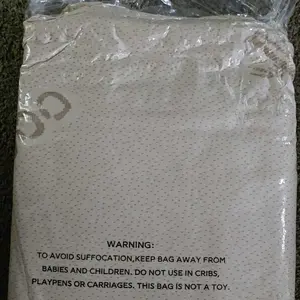 WARNING:
TO AVOID SUFFOCATION,KEEP BAG AWAY FROM
BABIES AND CHILDREN. DO NOT USE IN CRIBS,
PLAYPENS OR CARRIAGES. THIS BAG IS NOT A TOY.